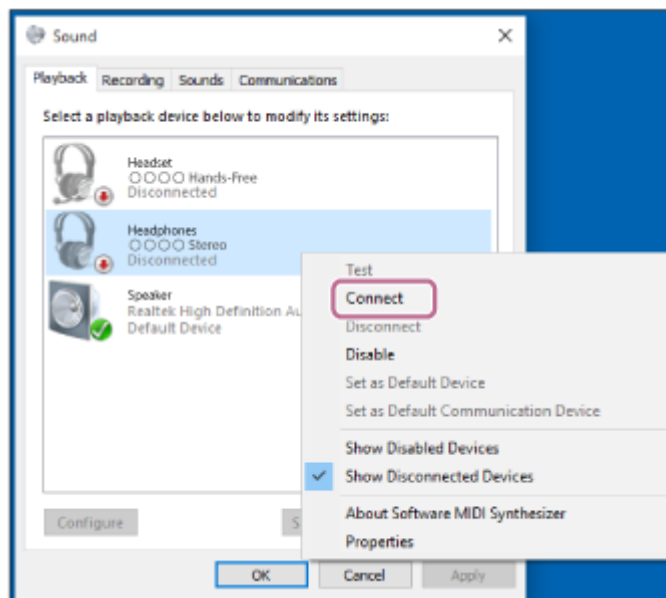 Sound
Playback Recording Sounds Communications
Select a playback device below to modify its settings:
Headset
○○○○ Hands-Free
Disconnected
Headphones
○○○○ Stereo
Disconnected
Speaker
Realtek High Definition Au
Default Device
Test
Connect
Disconnect
Disable
Set as Default Device
Set as Default Communication Device
Show Disabled Devices
Show Disconnected Devices
About Software MIDI Synthesizer
Properties
Configure S
OK Cancel Apply